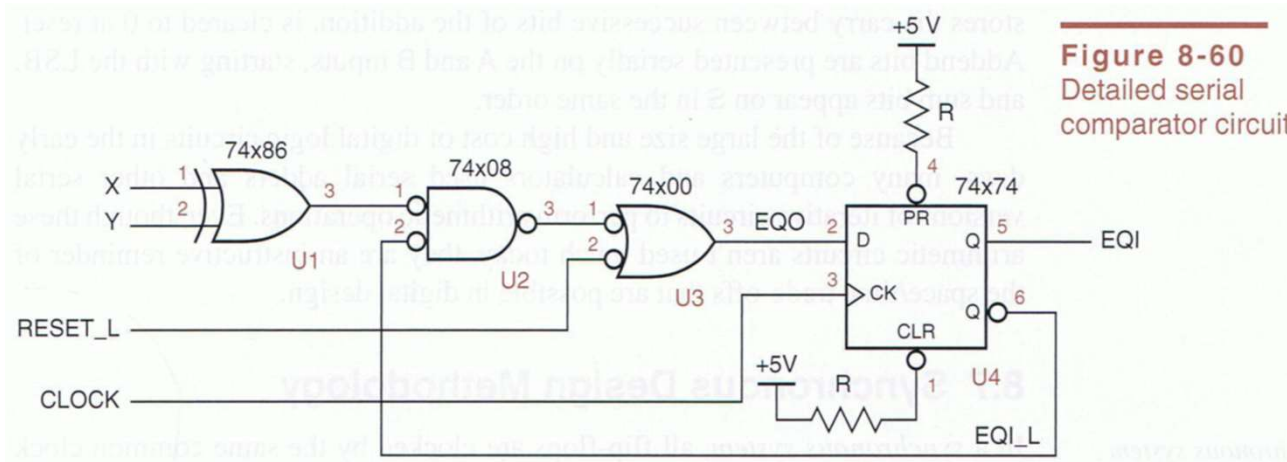 +5 V
Figure 8-60
Detailed serial
comparator circuit
R
74x86
74x08
74x00
74x74
4
PR
X
1
2
3
U1
1
2
3
U2
1
2
3
U3
EQO
2
D
Q
5
EQI
3
CK
Q
6
CLR
1
U4
RESET_L
CLOCK
+5V
R
EQI_L